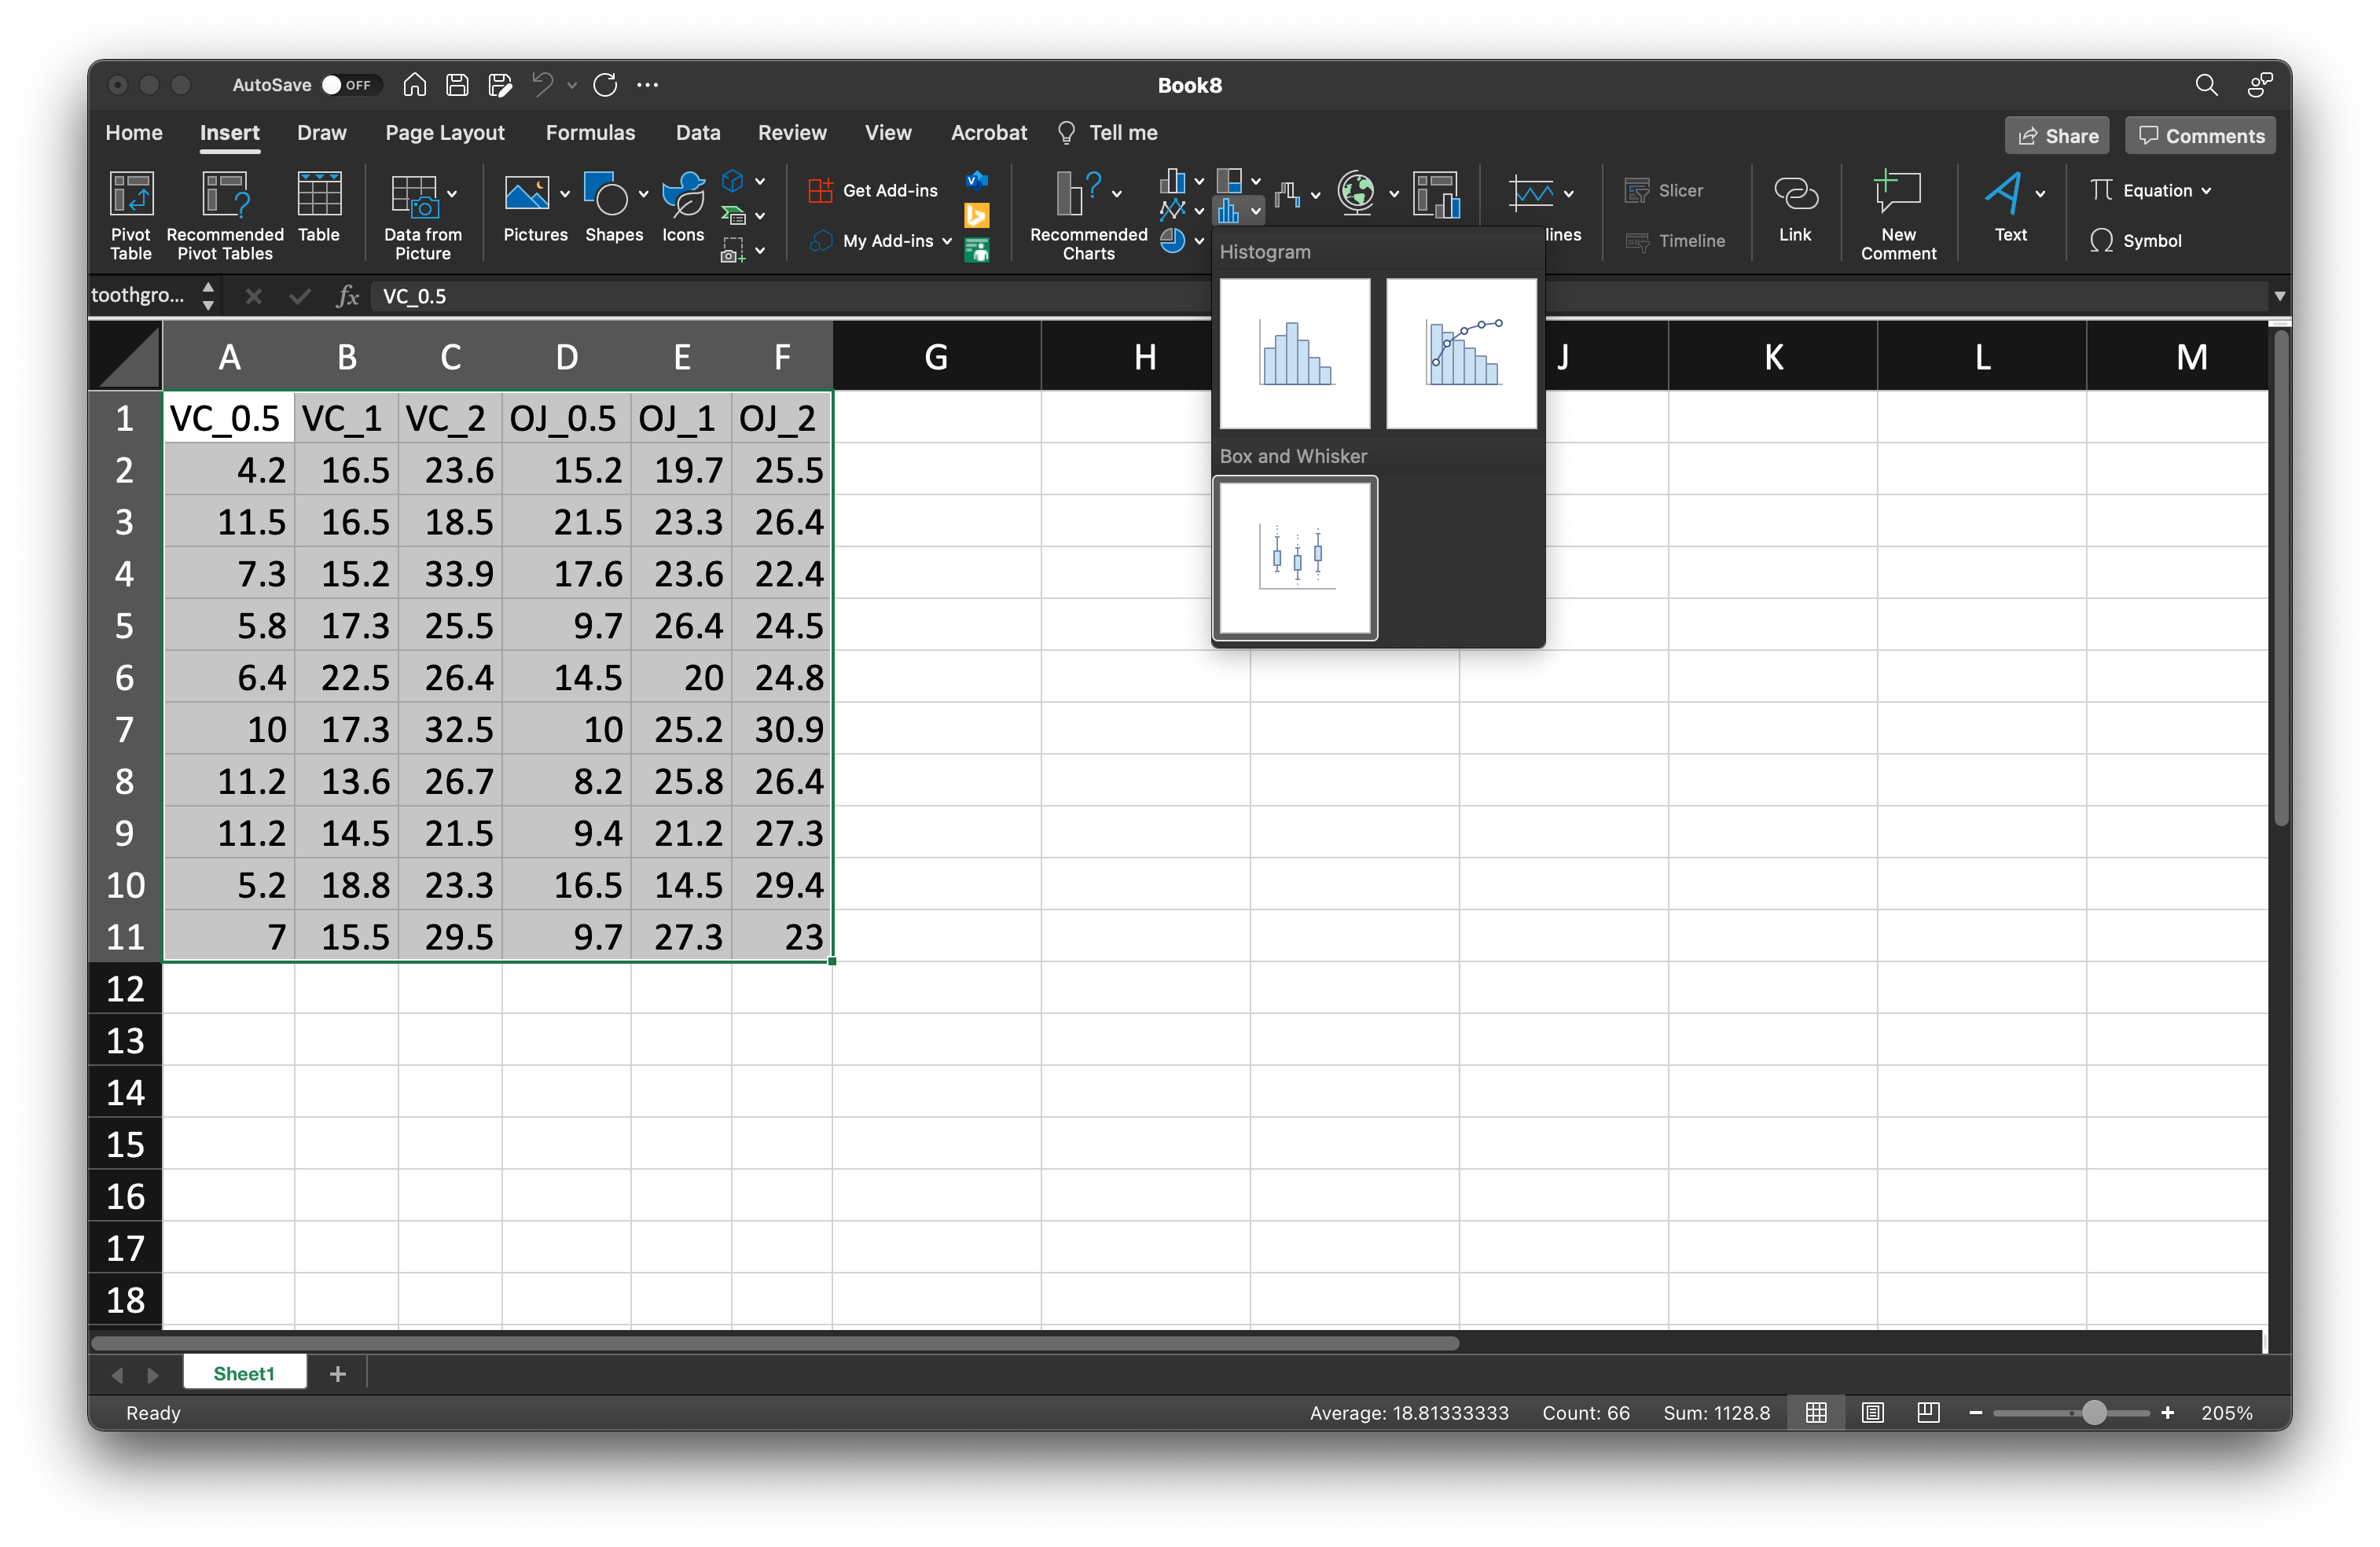 AutoSave OFF Book8
Home Insert Draw Page Layout Formulas Data Review View Acrobat Tell me Share Comments
Pivot Table
Recommended Pivot Tables
Table
Data from Picture
Pictures
Shapes
Icons
Get Add-ins
My Add-ins
Recommended Charts
lines
Slicer
Timeline
Link
New Comment
Text
Equation
Symbol
toothgro... fx VC_0.5
Histogram
Box and Whisker
A B C D E F G H J K L M
1 VC_0.5 VC_1 VC_2 OJ_0.5 OJ_1 OJ_2
2 4.2 16.5 23.6 15.2 19.7 25.5
3 11.5 16.5 18.5 21.5 23.3 26.4
4 7.3 15.2 33.9 17.6 23.6 22.4
5 5.8 17.3 25.5 9.7 26.4 24.5
6 6.4 22.5 26.4 14.5 20 24.8
7 10 17.3 32.5 10 25.2 30.9
8 11.2 13.6 26.7 8.2 25.8 26.4
9 11.2 14.5 21.5 9.4 21.2 27.3
10 5.2 18.8 23.3 16.5 14.5 29.4
11 7 15.5 29.5 9.7 27.3 23
12
13
14
15
16
17
18
Sheet1
Ready Average: 18.81333333 Count: 66 Sum: 1128.8 205%